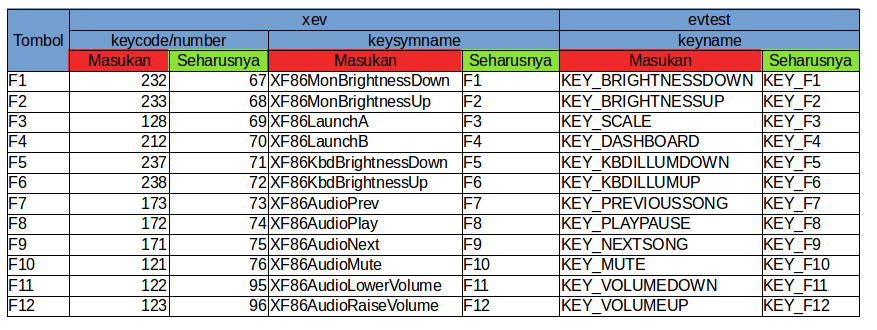 Tombol xev evtest
keycode/number keysymname keyname
Masukan Seharusnya Masukan Seharusnya Masukan Seharusnya
F1 232 67 XF86MonBrightnessDown F1 KEY_BRIGHTNESSDOWN KEY_F1
F2 233 68 XF86MonBrightnessUp F2 KEY_BRIGHTNESSUP KEY_F2
F3 128 69 XF86LaunchA F3 KEY_SCALE KEY_F3
F4 212 70 XF86LaunchB F4 KEY_DASHBOARD KEY_F4
F5 237 71 XF86KbdBrightnessDown F5 KEY_KBDILLUMDOWN KEY_F5
F6 238 72 XF86KbdBrightnessUp F6 KEY_KBDILLUMUP KEY_F6
F7 173 73 XF86AudioPrev F7 KEY_PREVIOUSSONG KEY_F7
F8 172 74 XF86AudioPlay F8 KEY_PLAYPAUSE KEY_F8
F9 171 75 XF86AudioNext F9 KEY_NEXTSONG KEY_F9
F10 121 76 XF86AudioMute F10 KEY_MUTE KEY_F10
F11 122 95 XF86AudioLowerVolume F11 KEY_VOLUMEDOWN KEY_F11
F12 123 96 XF86AudioRaiseVolume F12 KEY_VOLUMEUP KEY_F12